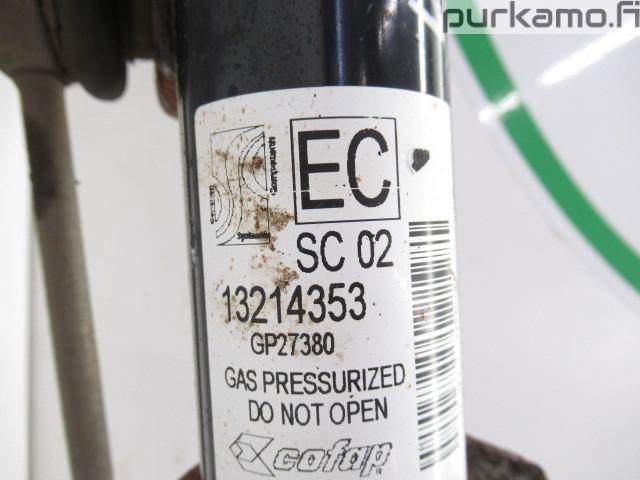 purkamo.fi
EC
SC 02
13214353
GP27380
GAS PRESSURIZED
DO NOT OPEN
cofap